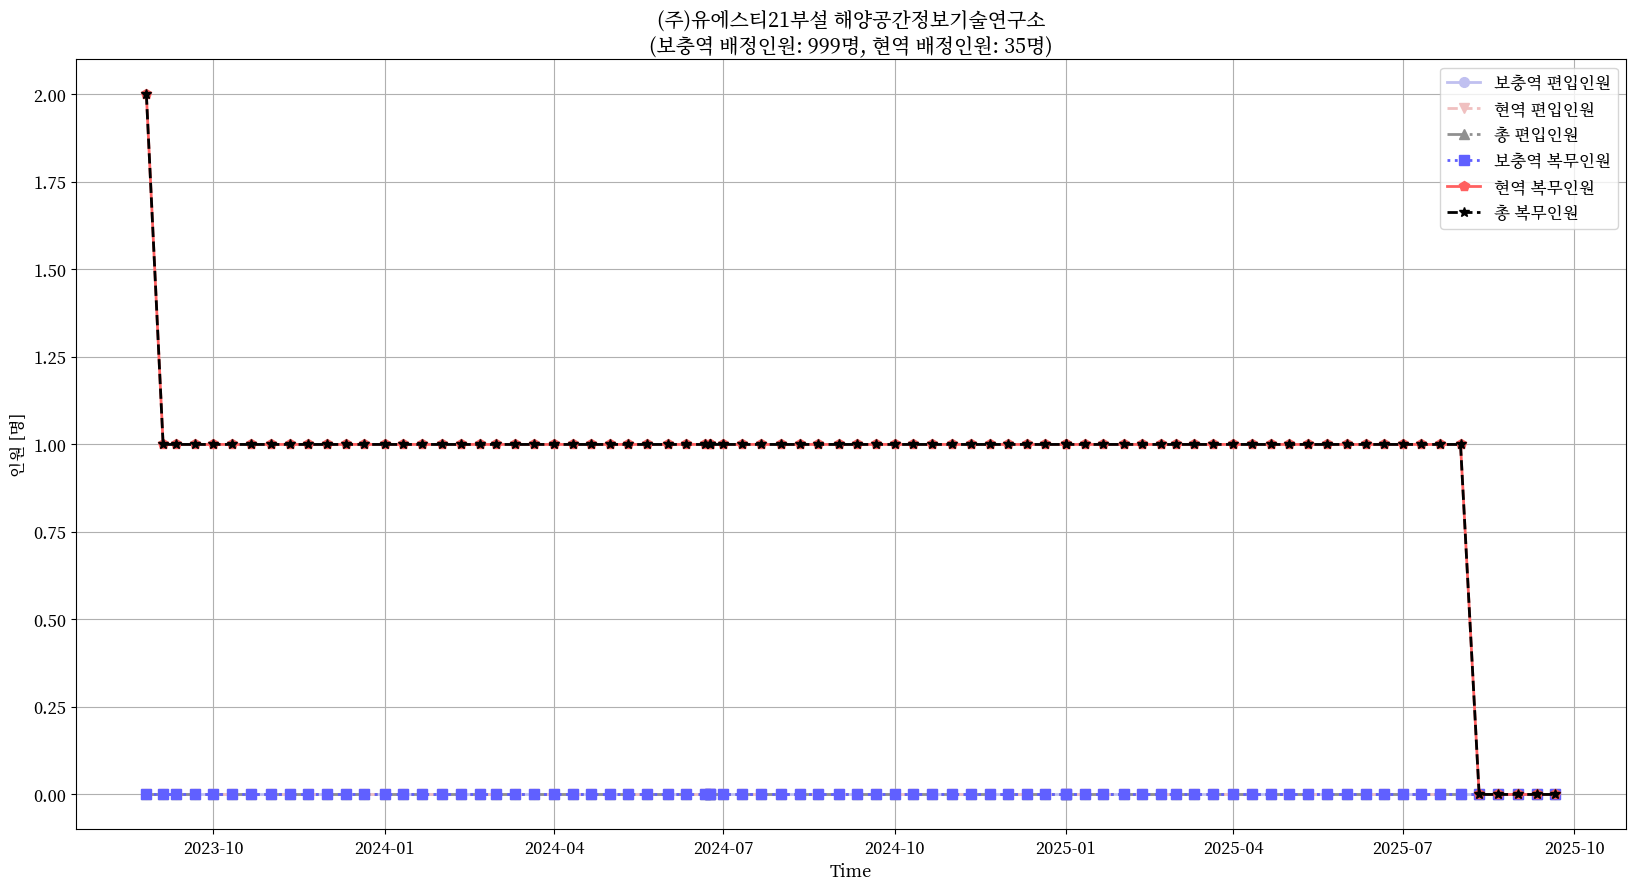 (주)유에스티21부설 해양공간정보기술연구소
(보충역 배정인원: 999명, 현역 배정인원: 35명)
보충역 편입인원
현역 편입인원
총 편입인원
보충역 복무인원
현역 복무인원
총 복무인원
인원 [명]
2.00
1.75
1.50
1.25
1.00
0.75
0.50
0.25
0.00
2023-10 2024-01 2024-04 2024-07 2024-10 2025-01 2025-04 2025-07 2025-10
Time